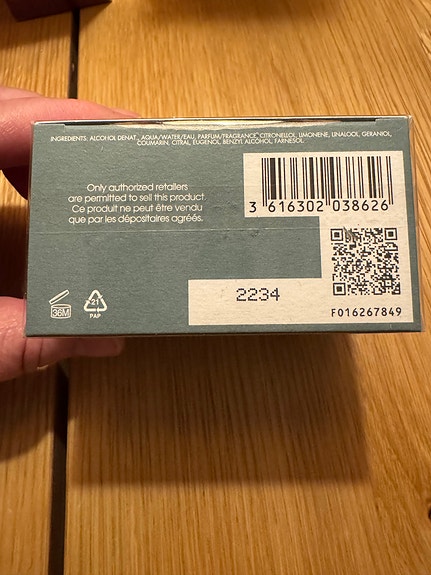 INGREDIENTS: ALCOHOL DENAT., AQUA/WATER/EAU, PARFUM/FRAGRANCE, CITRONELLOL, LIMONENE, LINALOOL, GERANIOL,
COUMARIN, CITRAL, EUGENOL, BENZYL ALCOHOL, FARNESOL.
Only authorized retailers
are permitted to sell this product.
Ce produit ne peut être vendu
que par les dépositaires agréés.
3 616302 038626
2234
36M
21
PAP
F016267849